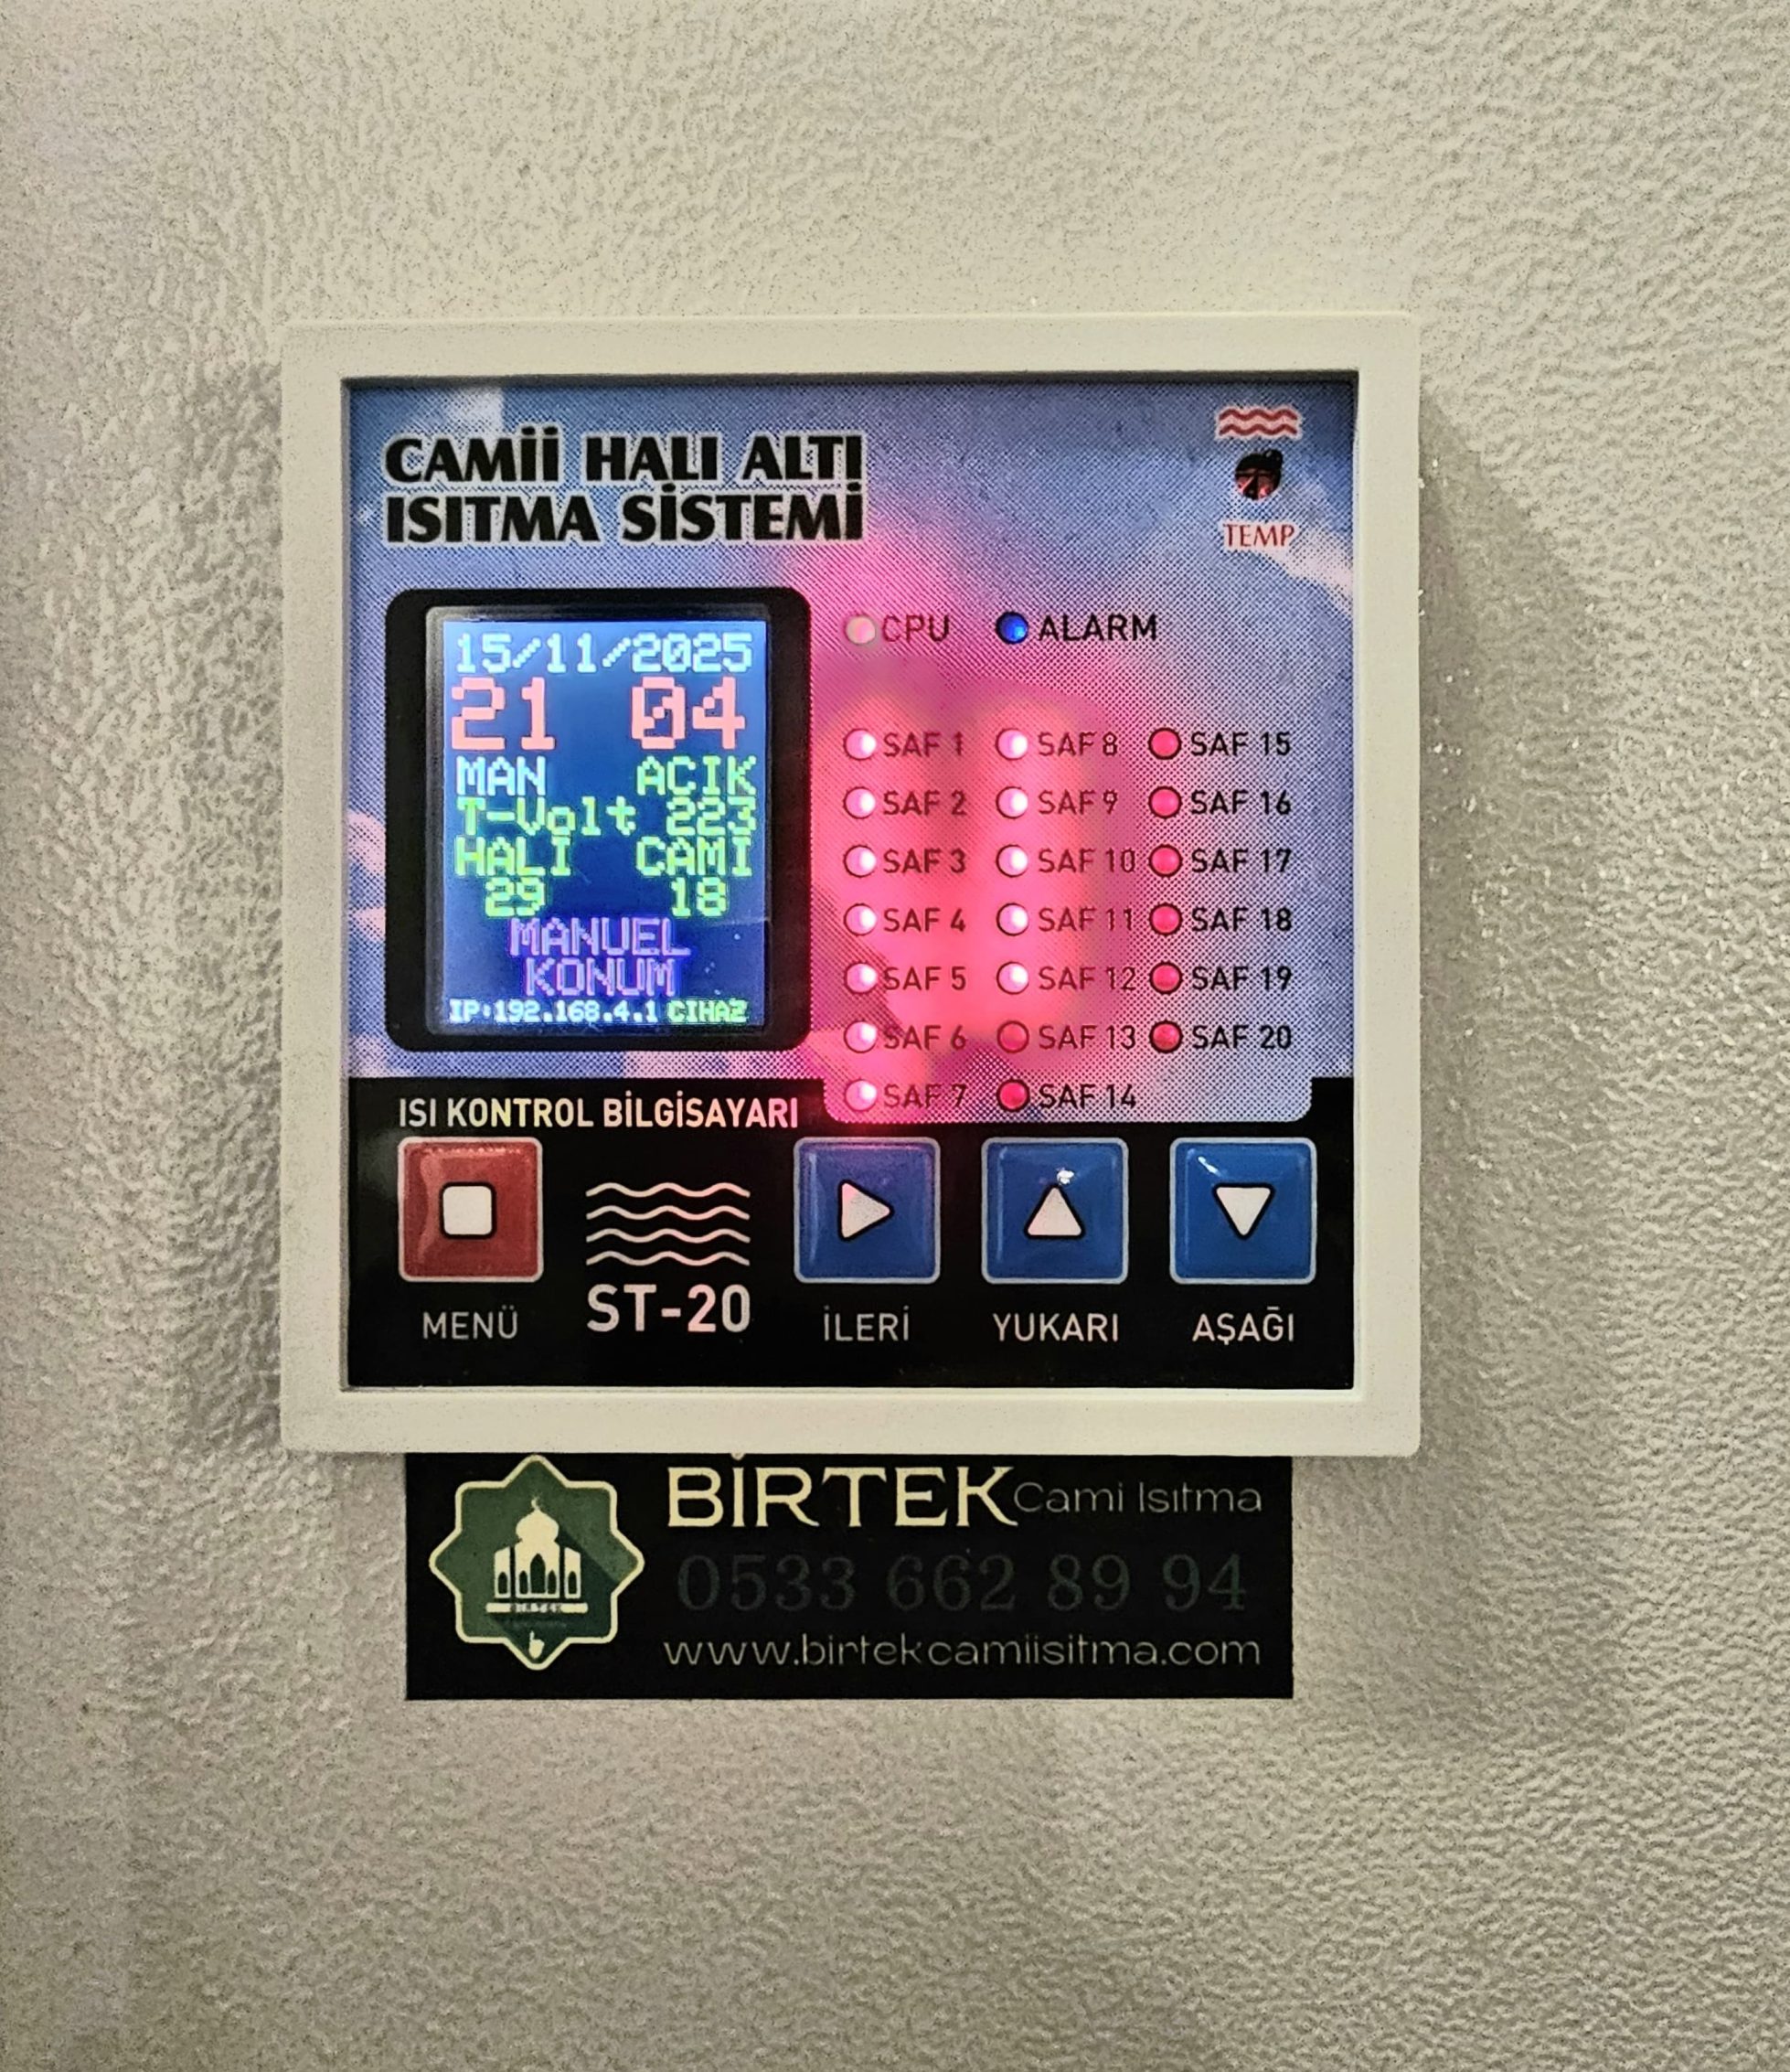 CAMİİ HALI ALTI
ISITMA SİSTEMİ
TEMP
15/11/2025
21 04
MAN ACIK
T-Volt 223
HALI CAMI
29 18
MANUEL
KONUM
IP:192.168.4.1 CIHAZ
CPU ALARM
SAF 1 SAF 8 SAF 15
SAF 2 SAF 9 SAF 16
SAF 3 SAF 10 SAF 17
SAF 4 SAF 11 SAF 18
SAF 5 SAF 12 SAF 19
SAF 6 SAF 13 SAF 20
SAF 7 SAF 14
ISI KONTROL BİLGİSAYARI
ST-20
MENÜ İLERİ YUKARI AŞAĞI
BİRTEK Cami Isıtma
BİRTEK
0533 662 89 94
www.birtekcamiisitma.com